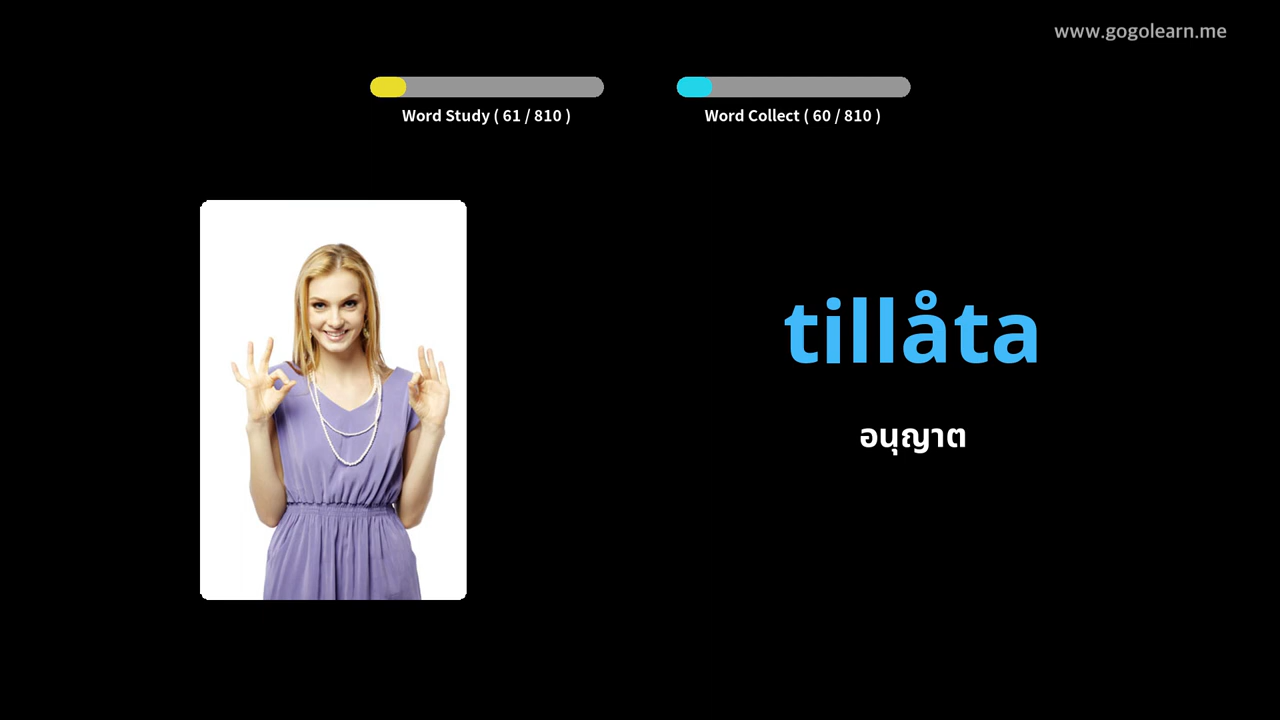 www.gogolearn.me
Word Study ( 61 / 810 )
Word Collect ( 60 / 810 )
tillåta
อนุญาต